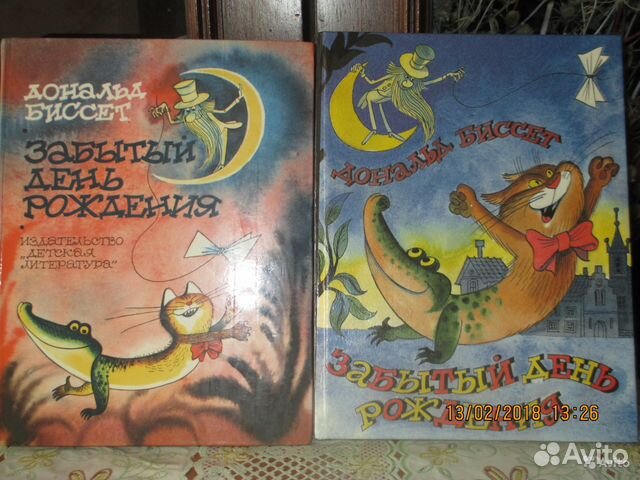 ДОНАЛЬД
БИССЕТ
ЗАБЫТЫЙ
ДЕНЬ
РОЖДЕНИЯ
ИЗДАТЕЛЬСТВО
„ДЕТСКАЯ
ЛИТЕРАТУРА"
ДОНАЛЬД БИССЕТ
ЗАБЫТЫЙ ДЕНЬ
РОЖДЕНИЯ
13/02/2018 13:26
Avito